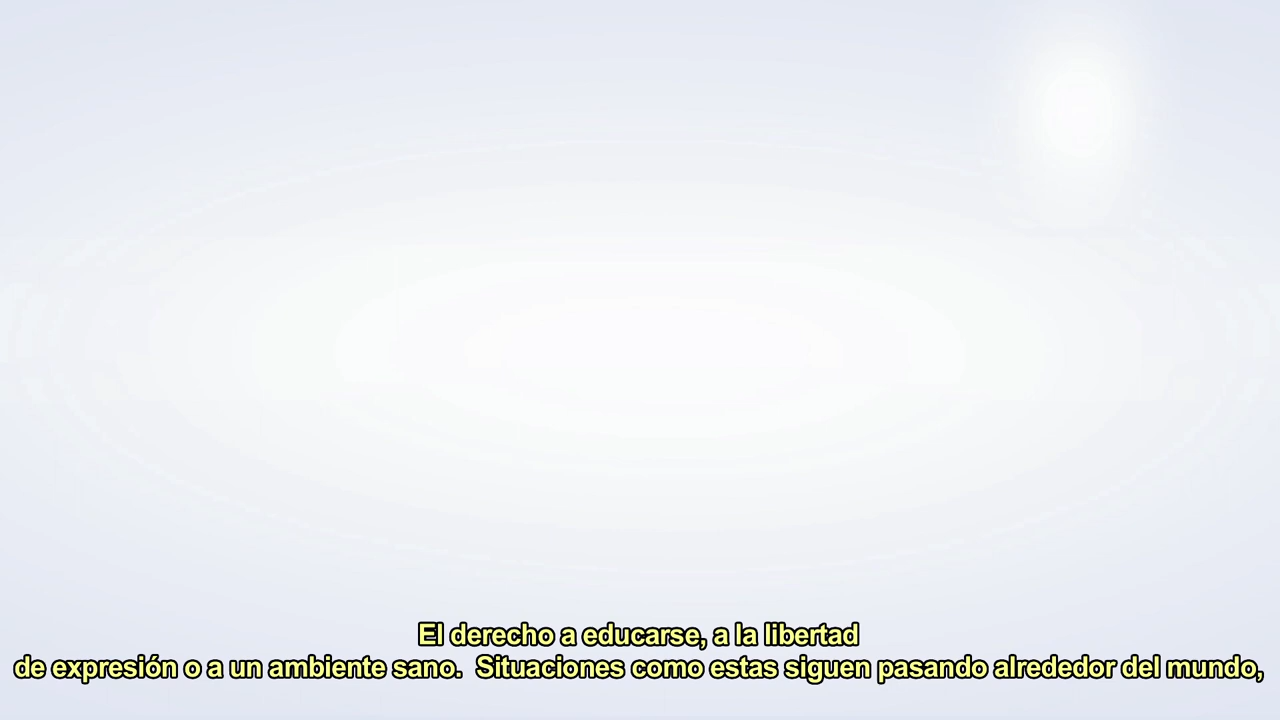 El derecho a educarse, a la libertad
de expresión o a un ambiente sano.  Situaciones como estas siguen pasando alrededor del mundo,